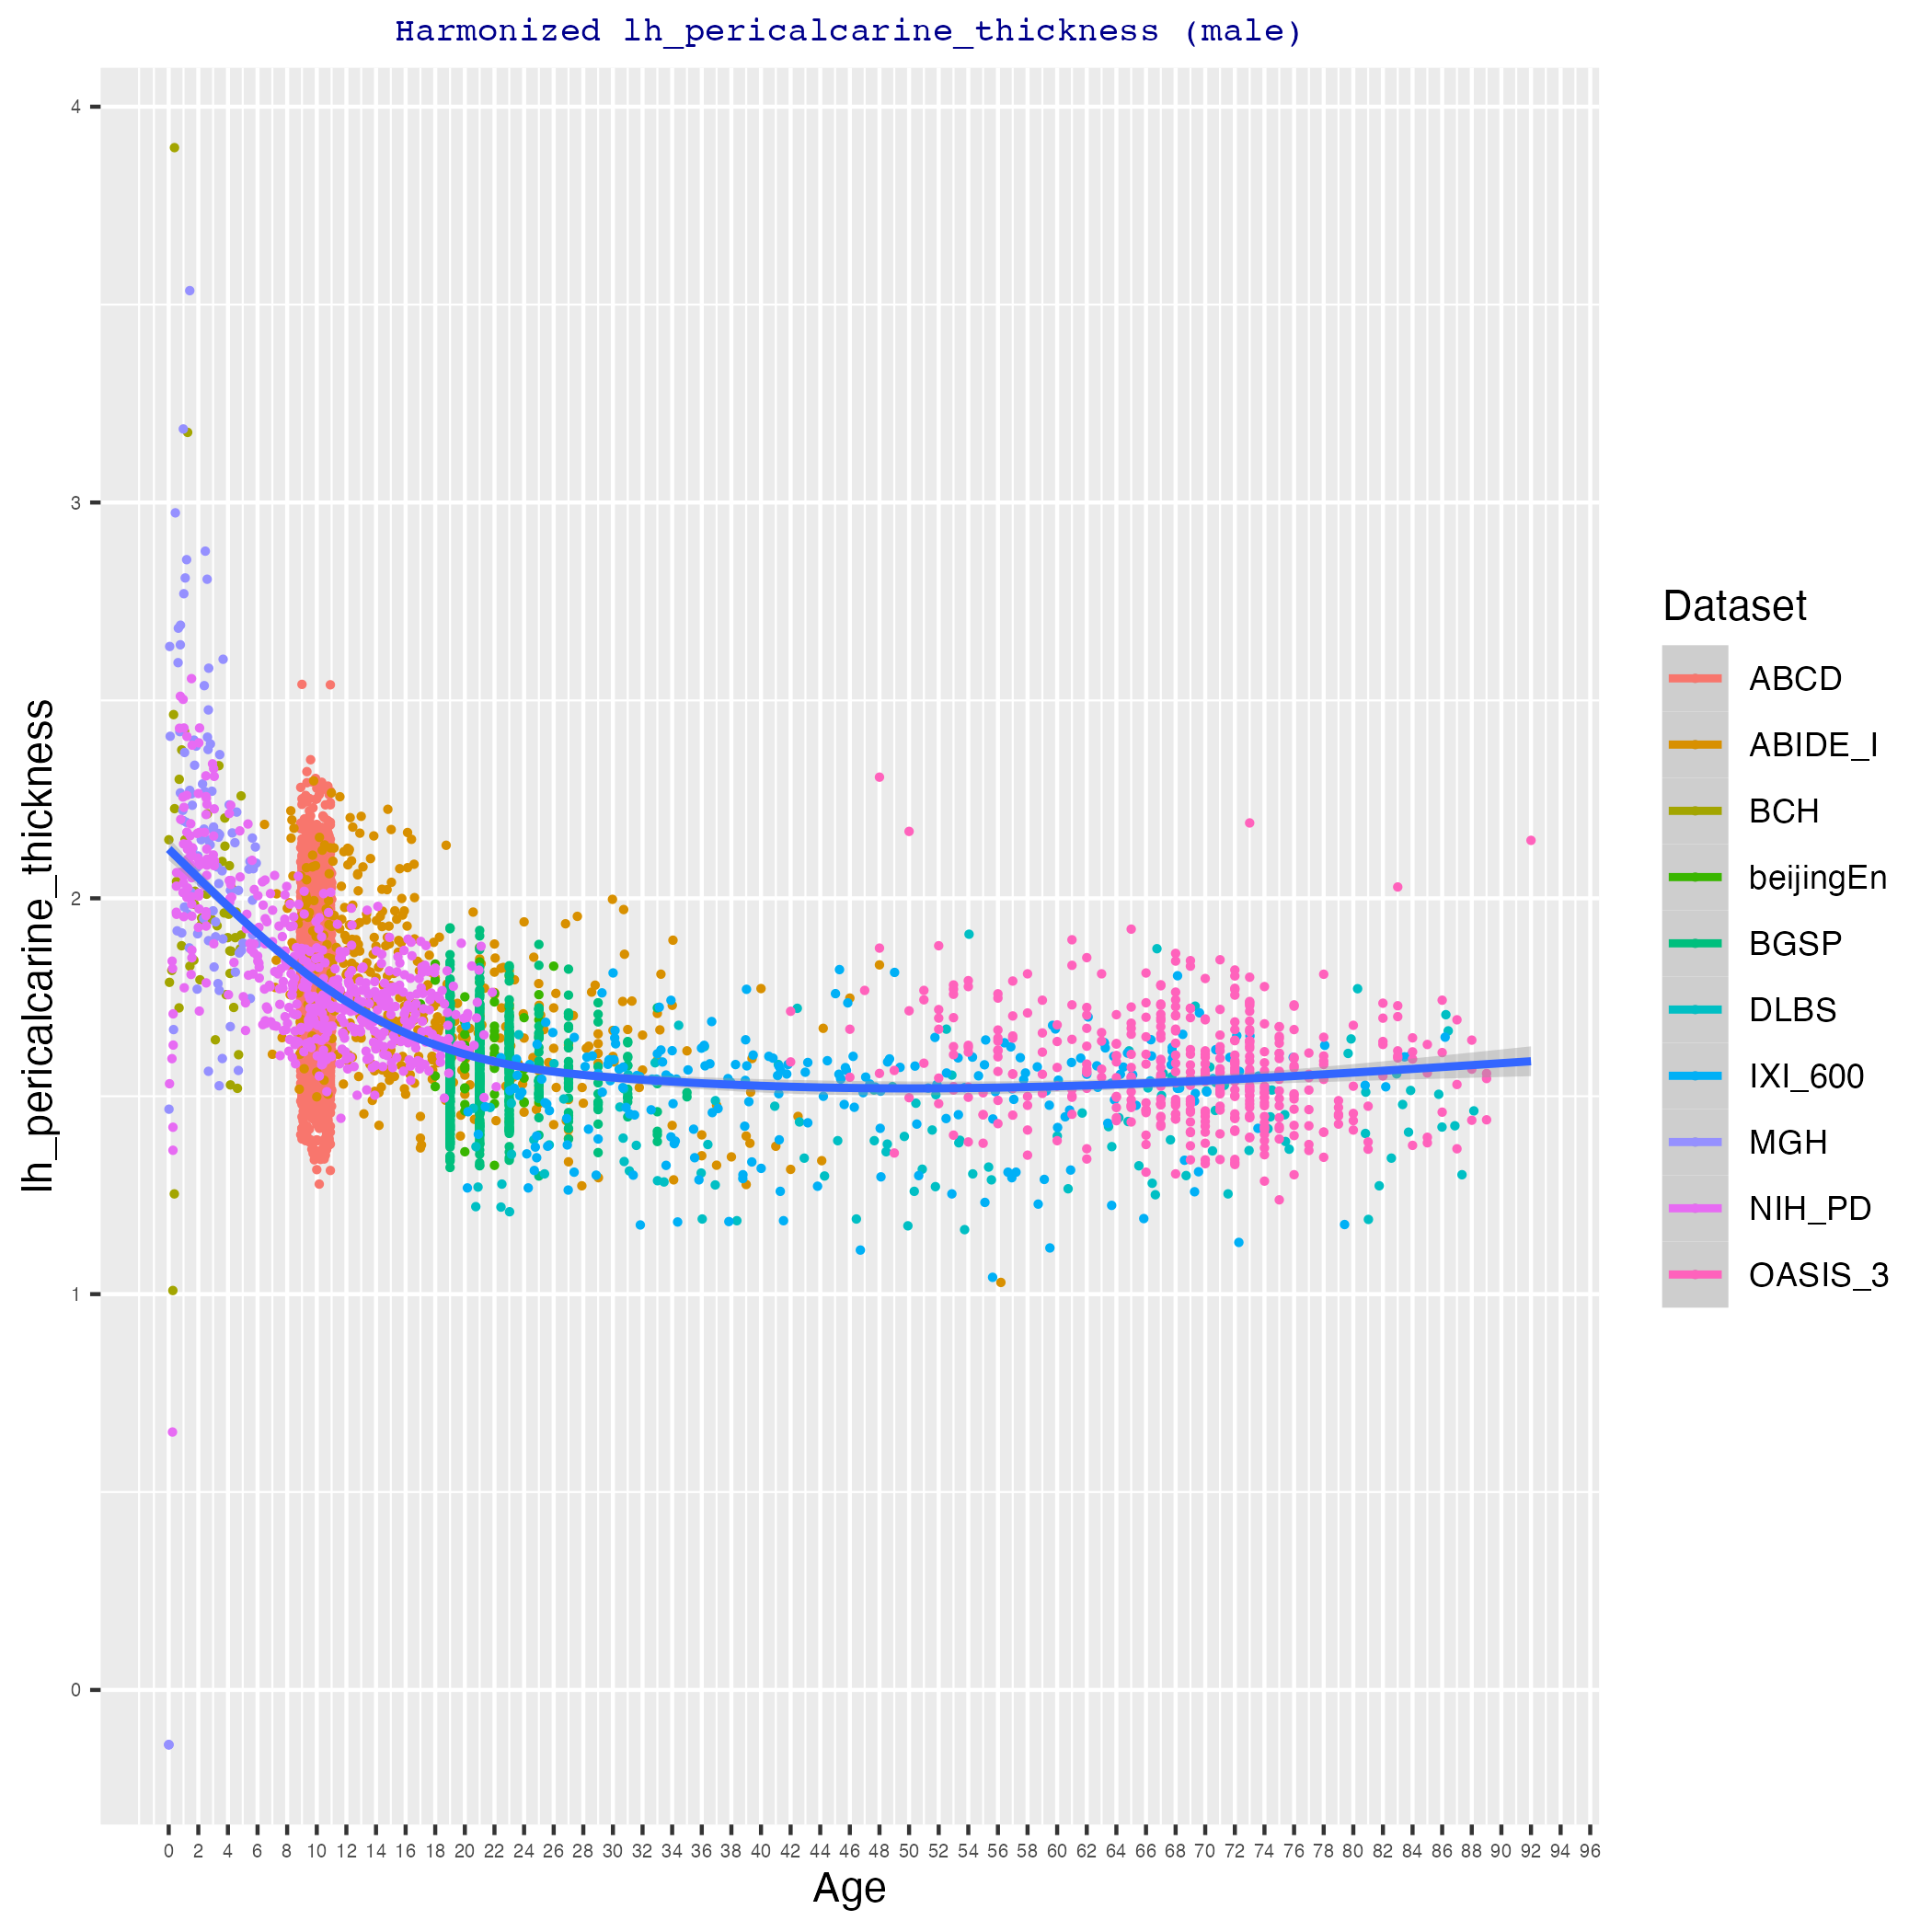 Harmonized lh_pericalcarine_thickness (male)
lh_pericalcarine_thickness
4
3
2
1
0
0 2 4 6 8 10 12 14 16 18 20 22 24 26 28 30 32 34 36 38 40 42 44 46 48 50 52 54 56 58 60 62 64 66 68 70 72 74 76 78 80 82 84 86 88 90 92 94 96
Age
Dataset
ABCD
ABIDE_I
BCH
beijingEn
BGSP
DLBS
IXI_600
MGH
NIH_PD
OASIS_3